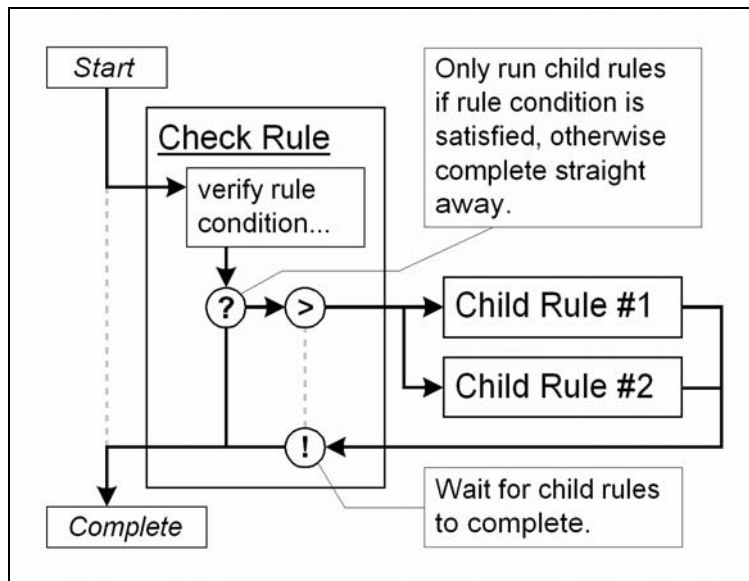 Start
Only run child rules
if rule condition is
satisfied, otherwise
complete straight
away.
Check Rule
verify rule
condition...
?
>
Child Rule #1
Child Rule #2
!
Wait for child rules
to complete.
Complete